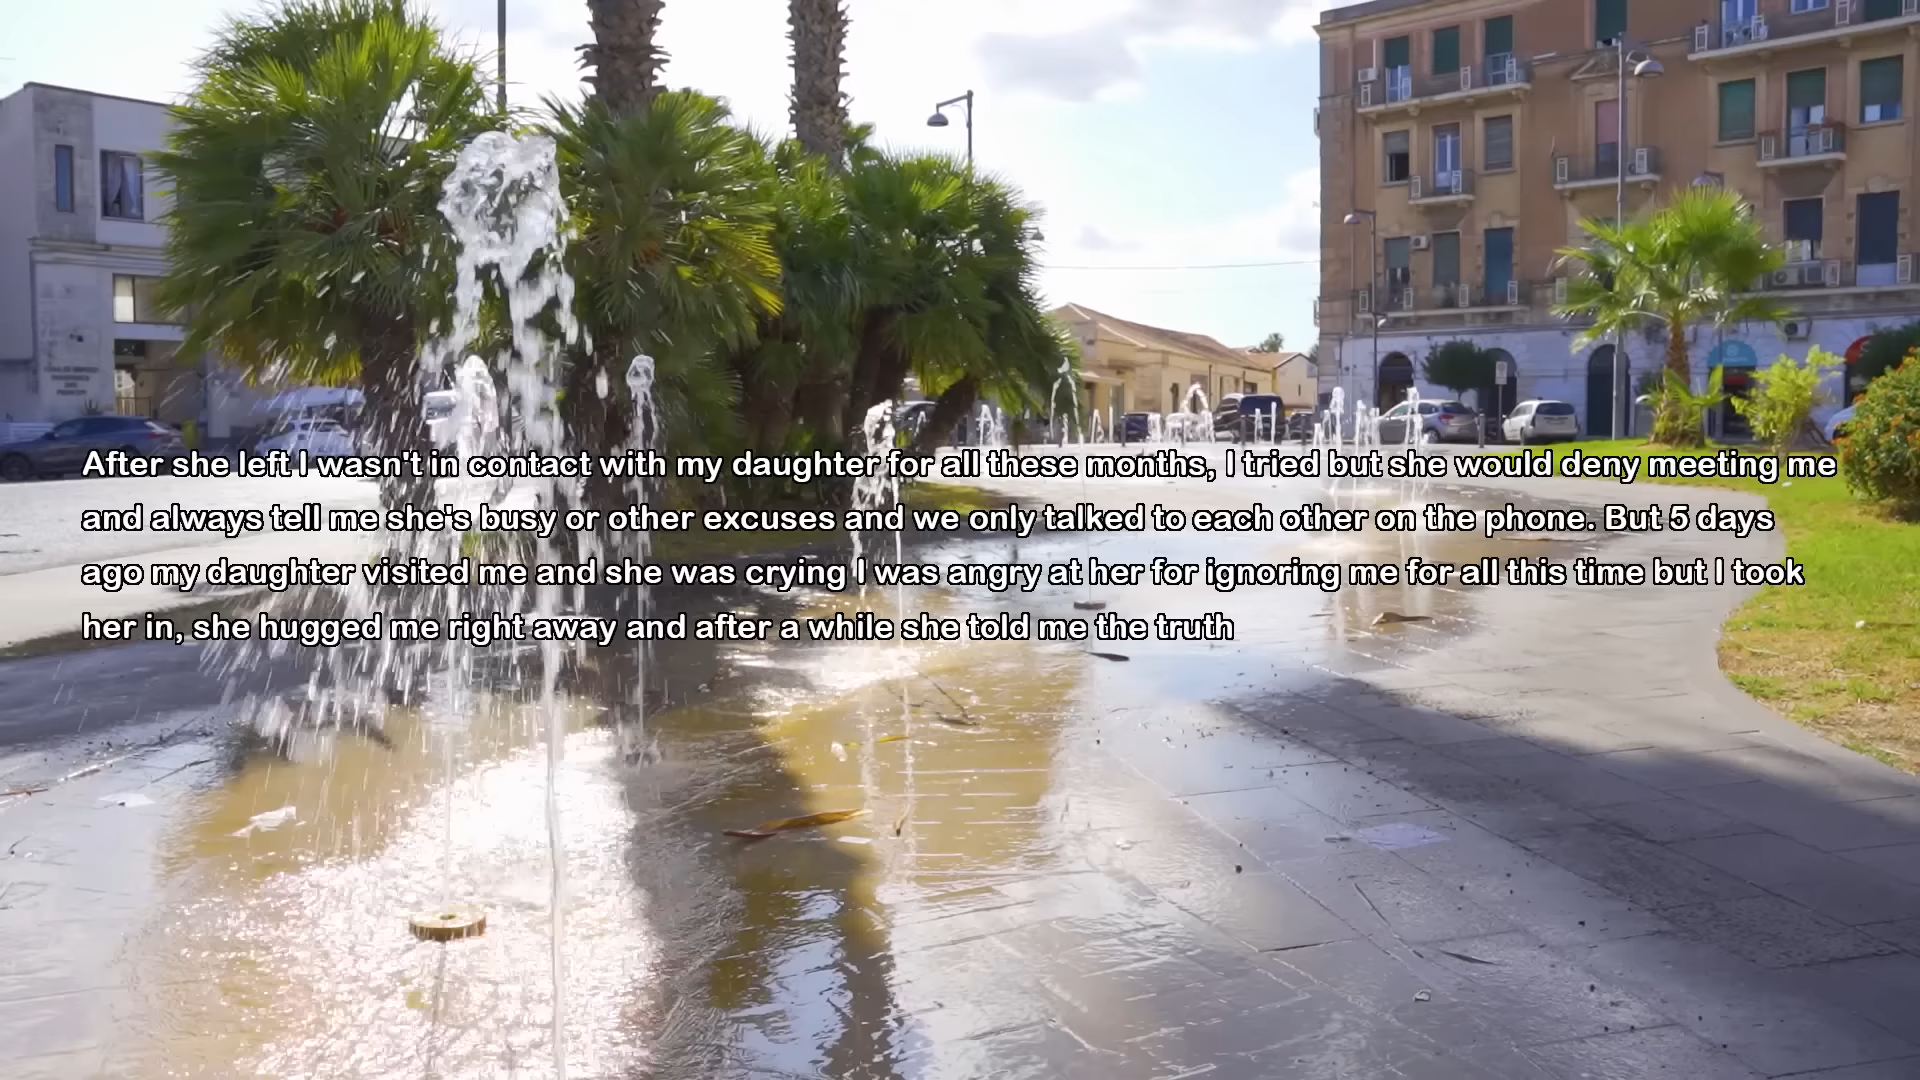 After she left I wasn't in contact with my daughter for all these months, I tried but she would deny meeting me
and always tell me she's busy or other excuses and we only talked to each other on the phone. But 5 days
ago my daughter visited me and she was crying I was angry at her for ignoring me for all this time but I took
her in, she hugged me right away and after a while she told me the truth